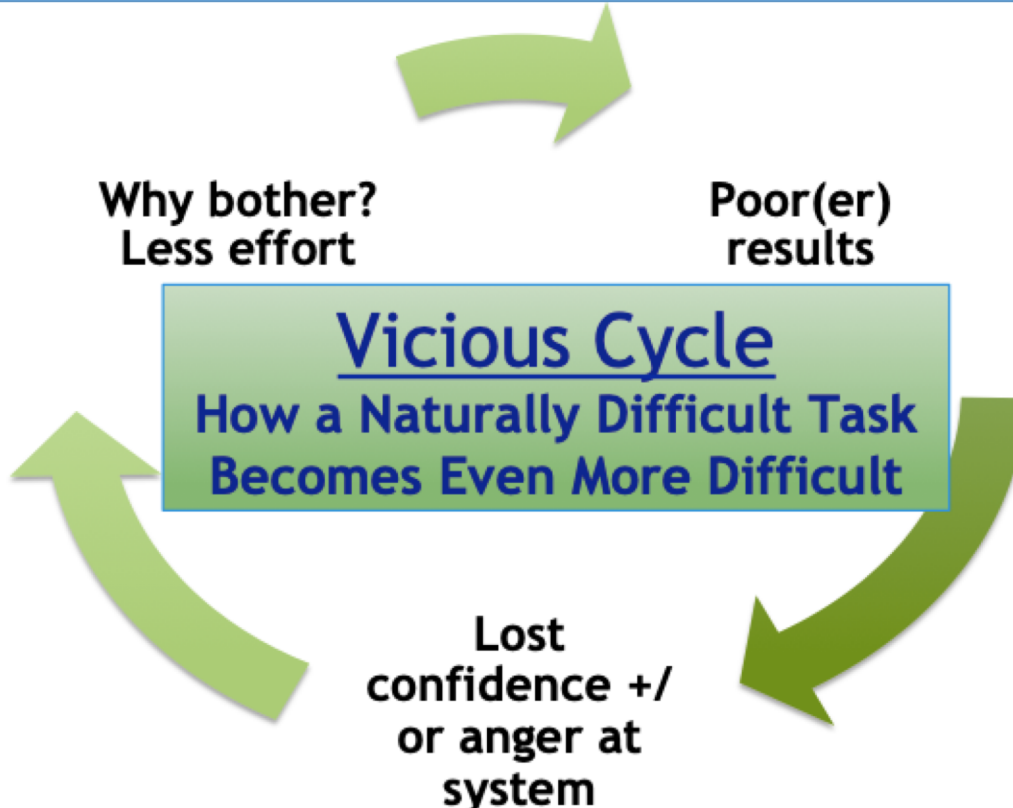 Why bother?
Less effort
Poor(er)
results
Vicious Cycle
How a Naturally Difficult Task
Becomes Even More Difficult
Lost
confidence +/
or anger at
system